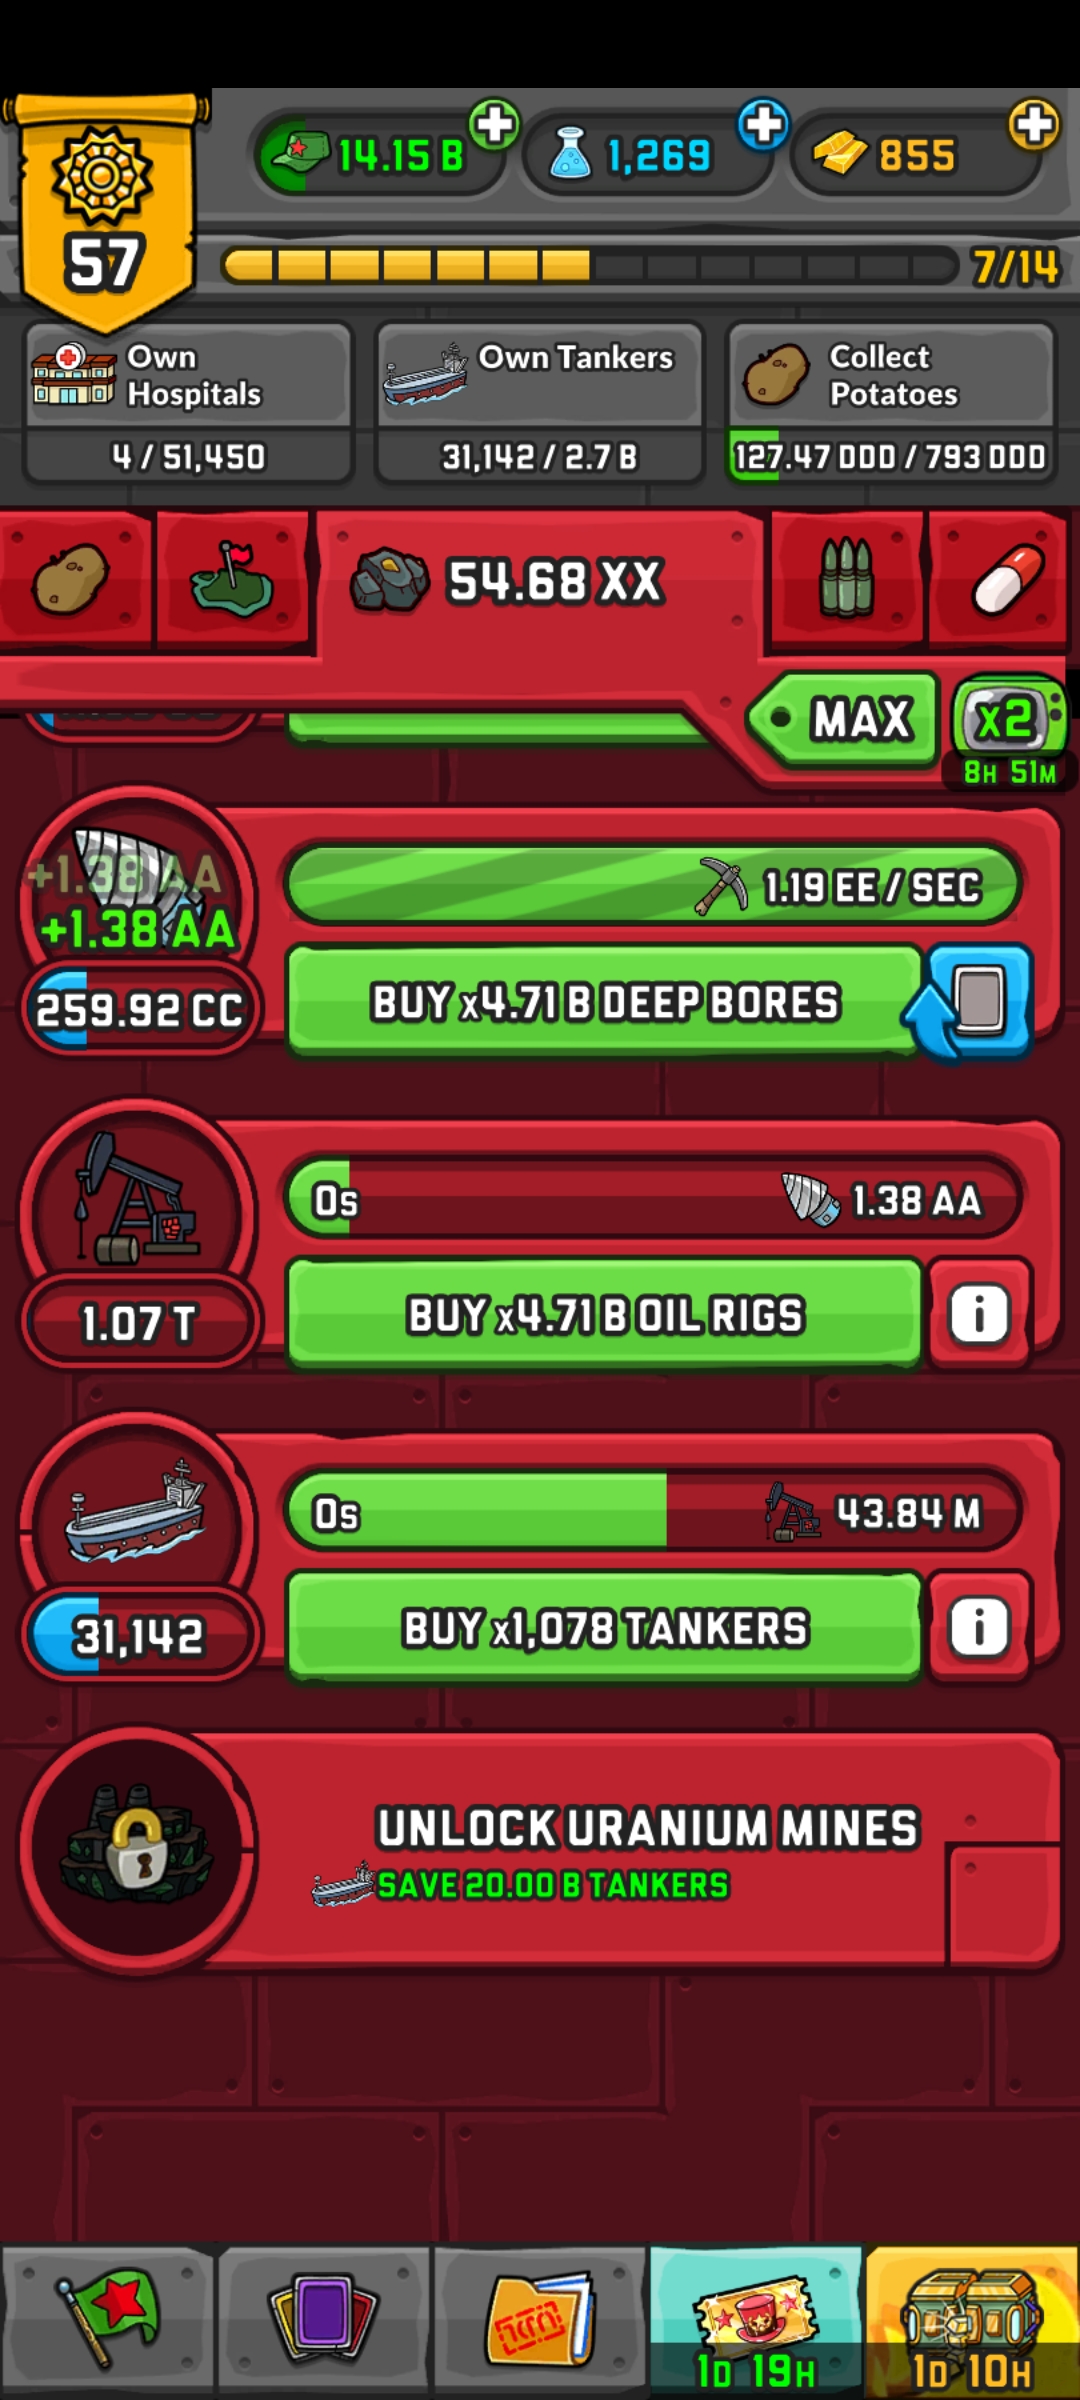 14.15 B
1,269
855
57
7/14
Own
Hospitals
4 / 51,450
Own Tankers
31,142 / 2.7 B
Collect
Potatoes
127.47 DDD / 793 DDD
54.68 XX
MAX
x2
8H 51M
+1.38 AA
+1.38 AA
259.92 CC
1.19 EE / SEC
BUY x4.71 B DEEP BORES
0s
1.38 AA
1.07 T
BUY x4.71 B OIL RIGS
i
0s
43.84 M
31,142
BUY x1,078 TANKERS
i
UNLOCK URANIUM MINES
SAVE 20.00 B TANKERS
1D 19H
1D 10H